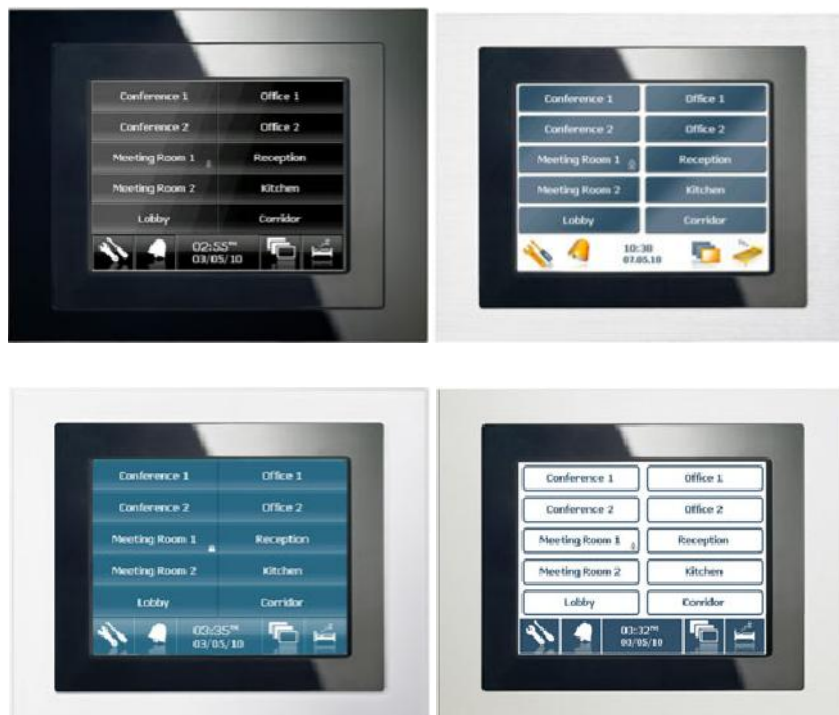 Conference 1 Office 1
Conference 2 Office 2
Meeting Room 1 Reception
Meeting Room 2 Kitchen
Lobby Corridor
02:55PM
03/05/10
Conference 1 Office 1
Conference 2 Office 2
Meeting Room 1 Reception
Meeting Room 2 Kitchen
Lobby Corridor
10:30
07.05.10
Conference 1 Office 1
Conference 2 Office 2
Meeting Room 1 Reception
Meeting Room 2 Kitchen
Lobby Corridor
03:35PM
03/05/10
Conference 1 Office 1
Conference 2 Office 2
Meeting Room 1 Reception
Meeting Room 2 Kitchen
Lobby Corridor
03:32PM
03/05/10